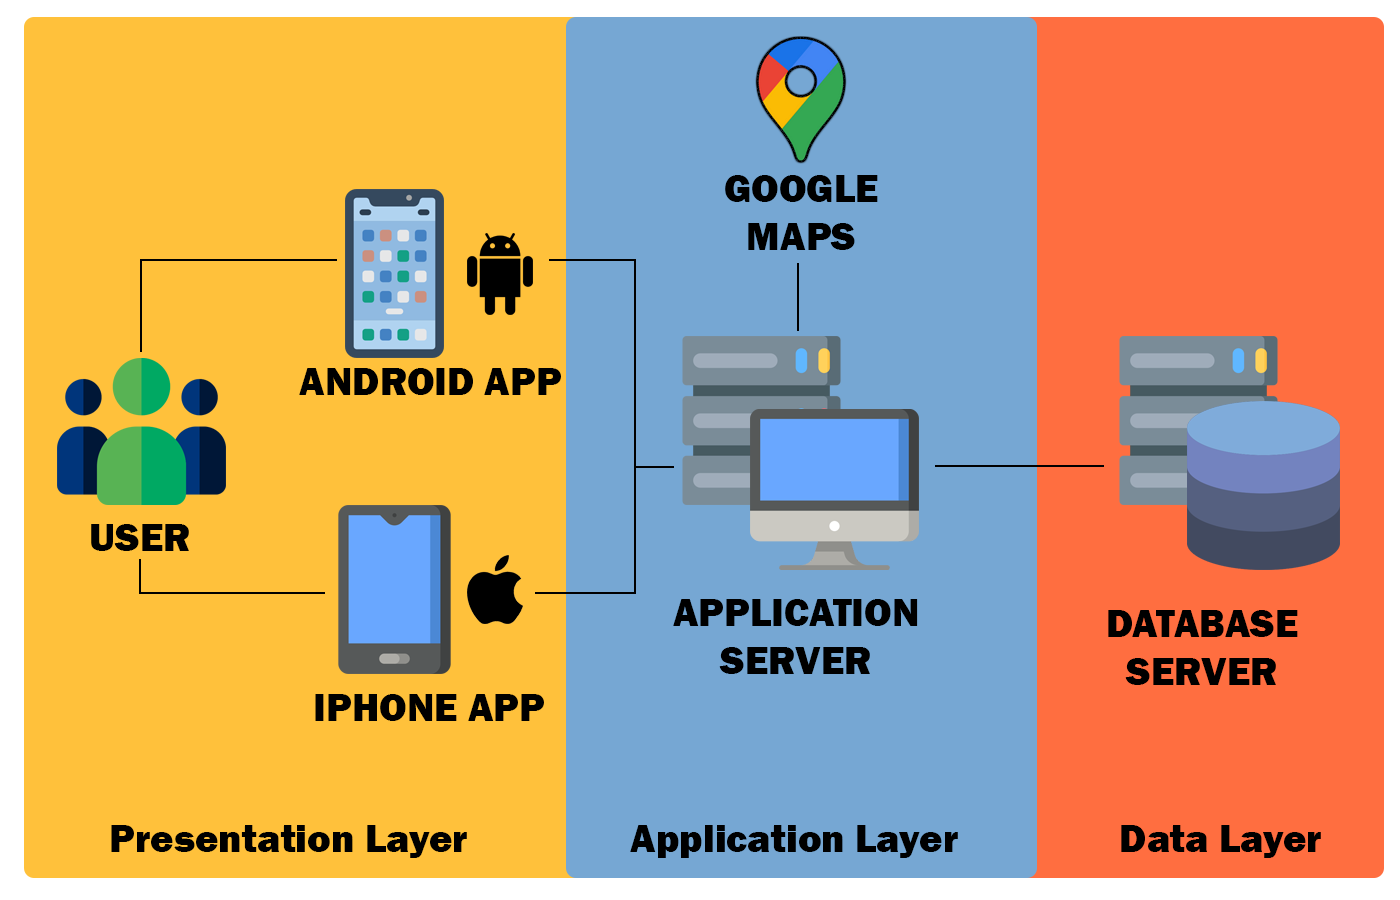 GOOGLE
MAPS
ANDROID APP
USER
IPHONE APP
APPLICATION
SERVER
DATABASE
SERVER
Presentation Layer
Application Layer
Data Layer